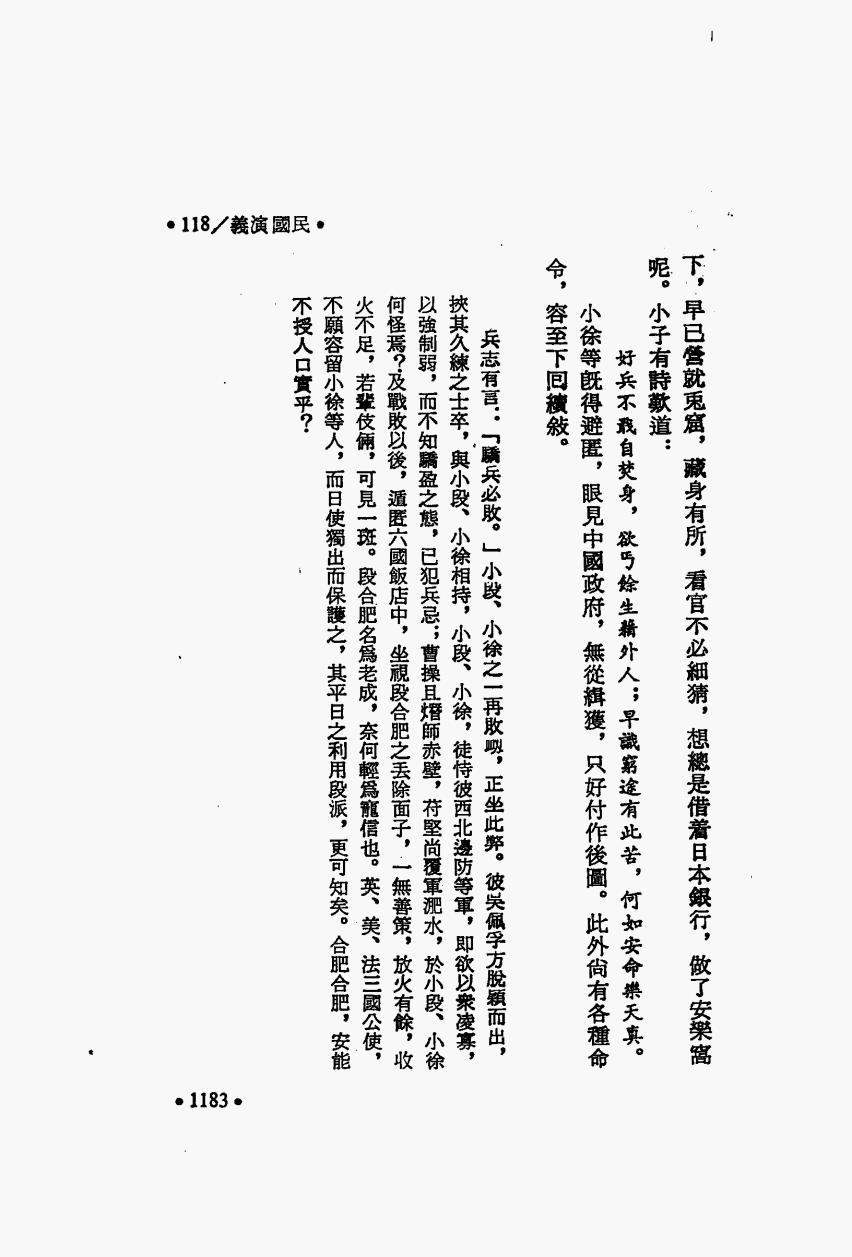 •民國演義/118•
下，早已營就兎窟，藏身有所，看官不必細猜，想總是借着日本銀行，做了安樂窩
呢。小子有詩歎道：
好兵不戢自焚身，欲丐餘生藉外人；早識窮途有此苦，何如安命樂天真。
小徐等旣得避匿，眼見中國政府，無從緝獲，只好付作後圖。此外尙有各種命
令，容至下囘續敍。
兵志有言：「驕兵必敗。」小段、小徐之一再敗衂，正坐此弊。彼吳佩孚方脫穎而出，
挾其久練之士卒，與小段、小徐相持，小段、小徐，徒恃彼西北邊防等軍，即欲以衆凌寡，
以強制弱，而不知驕盈之態，已犯兵忌；曹操且熸師赤壁，苻堅尚覆軍淝水，於小段、小徐
何怪焉？及戰敗以後，遁匿六國飯店中，坐視段合肥之丟除面子，一無善策，放火有餘，收
火不足，若輩伎倆，可見一斑。段合肥名爲老成，奈何輕爲寵信也。英、美、法三國公使，
不願容留小徐等人，而日使獨出而保護之，其平日之利用段派，更可知矣。合肥合肥，安能
不授人口實乎？
•1183•